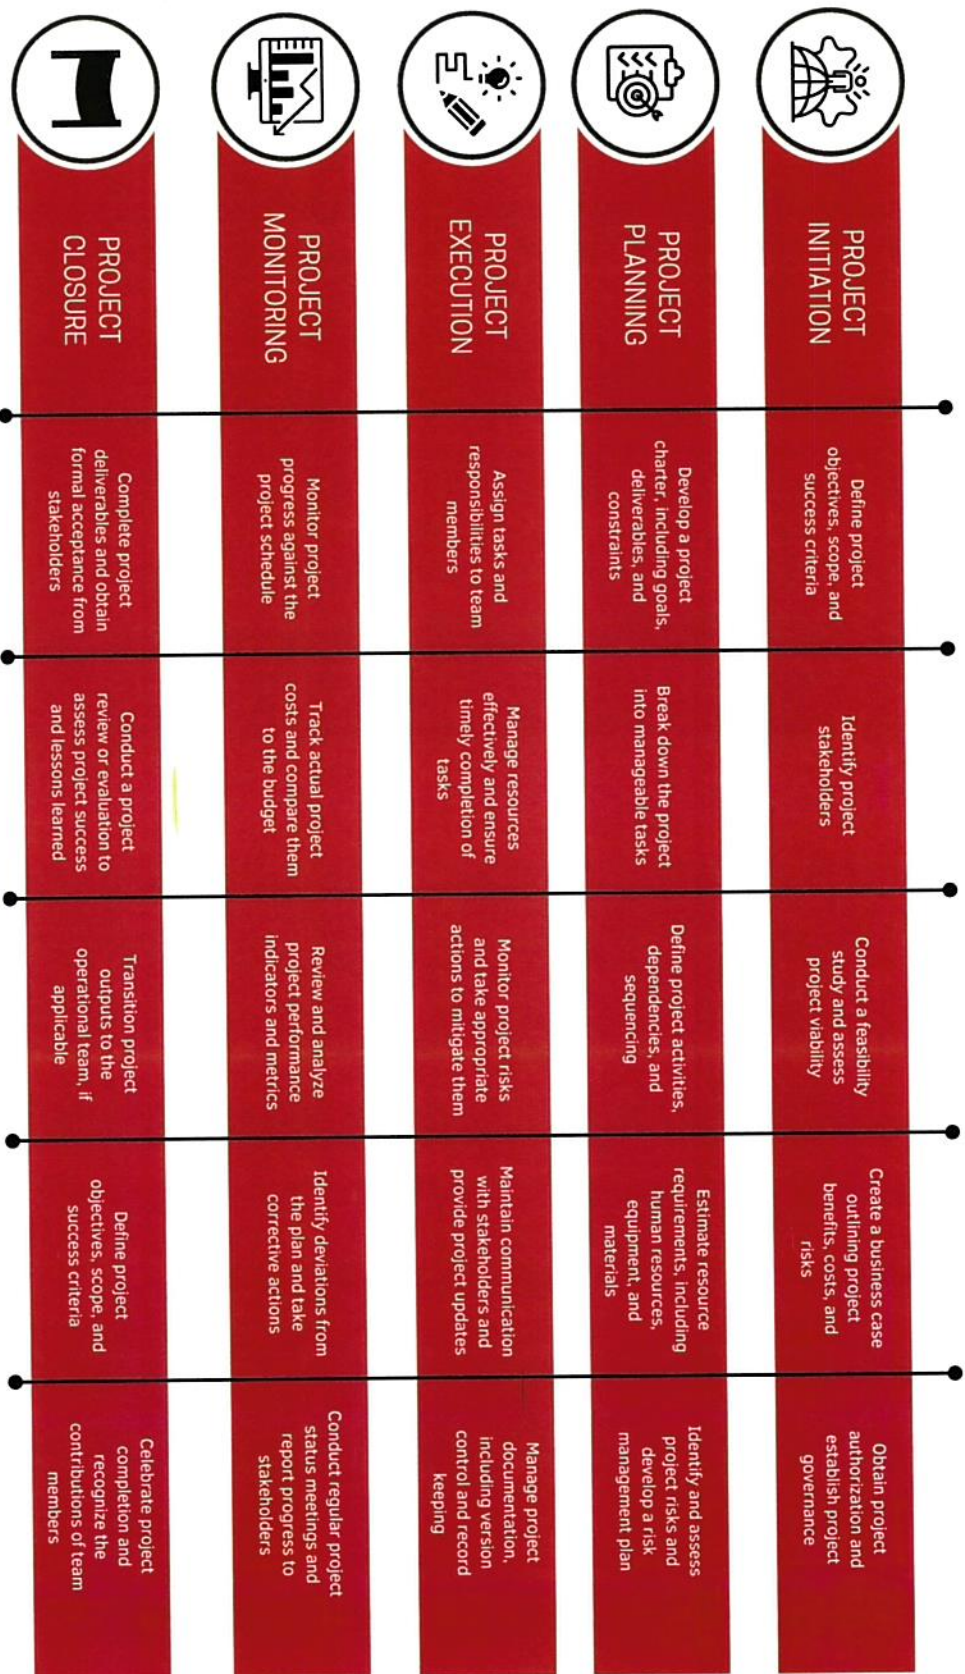 PROJECT
INITIATION
Define project
objectives, scope, and
success criteria
Identify project
stakeholders
Conduct a feasibility
study and assess
project viability
Create a business case
outlining project
benefits, costs, and
risks
Obtain project
authorization and
establish project
governance
PROJECT
PLANNING
Develop a project
charter, including goals,
deliverables, and
constraints
Break down the project
into manageable tasks
Define project activities,
dependencies, and
sequencing
Estimate resource
requirements, including
human resources,
equipment, and
materials
Identify and assess
project risks and
develop a risk
management plan
PROJECT
EXECUTION
Assign tasks and
responsibilities to team
members
Manage resources
effectively and ensure
timely completion of
tasks
Monitor project risks
and take appropriate
actions to mitigate them
Maintain communication
with stakeholders and
provide project updates
Manage project
documentation,
including version
control and record
keeping
PROJECT
MONITORING
Monitor project
progress against the
project schedule
Track actual project
costs and compare them
to the budget
Review and analyze
project performance
indicators and metrics
Identify deviations from
the plan and take
corrective actions
Conduct regular project
status meetings and
report progress to
stakeholders
PROJECT
CLOSURE
Complete project
deliverables and obtain
formal acceptance from
stakeholders
Conduct a project
review or evaluation to
assess project success
and lessons learned
Transition project
outputs to the
operational team, if
applicable
Define project
objectives, scope, and
success criteria
Celebrate project
completion and
recognize the
contributions of team
members